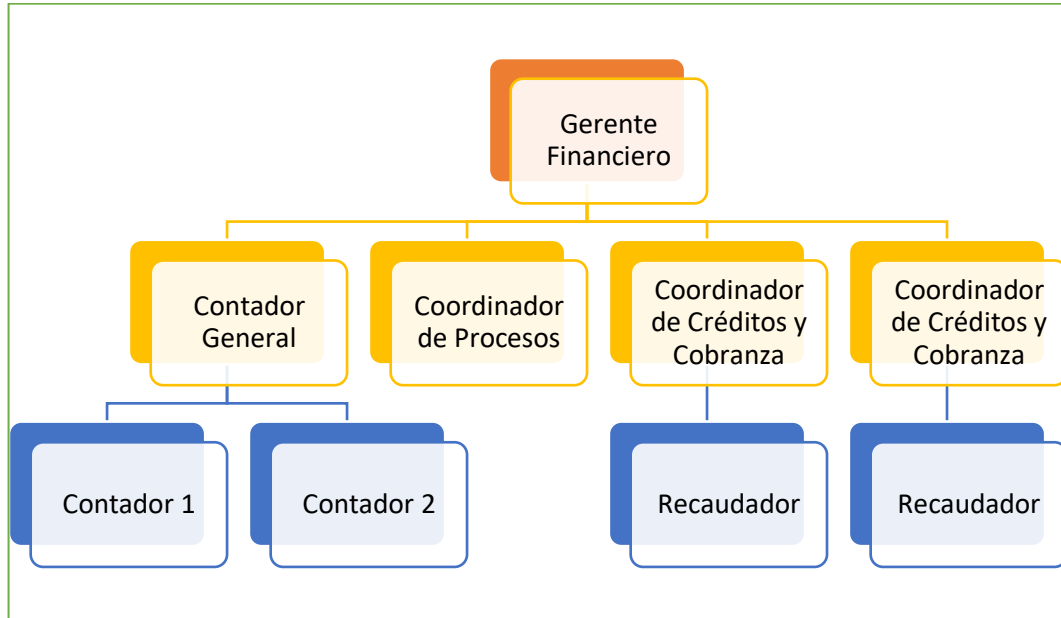 Gerente
Financiero
Contador
General
Coordinador
de Procesos
Coordinador
de Créditos y
Cobranza
Coordinador
de Créditos y
Cobranza
Contador 1
Contador 2
Recaudador
Recaudador